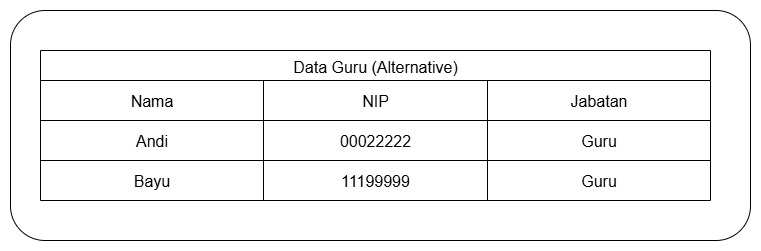 Data Guru (Alternative)
Nama NIP Jabatan
Andi 00022222 Guru
Bayu 11199999 Guru